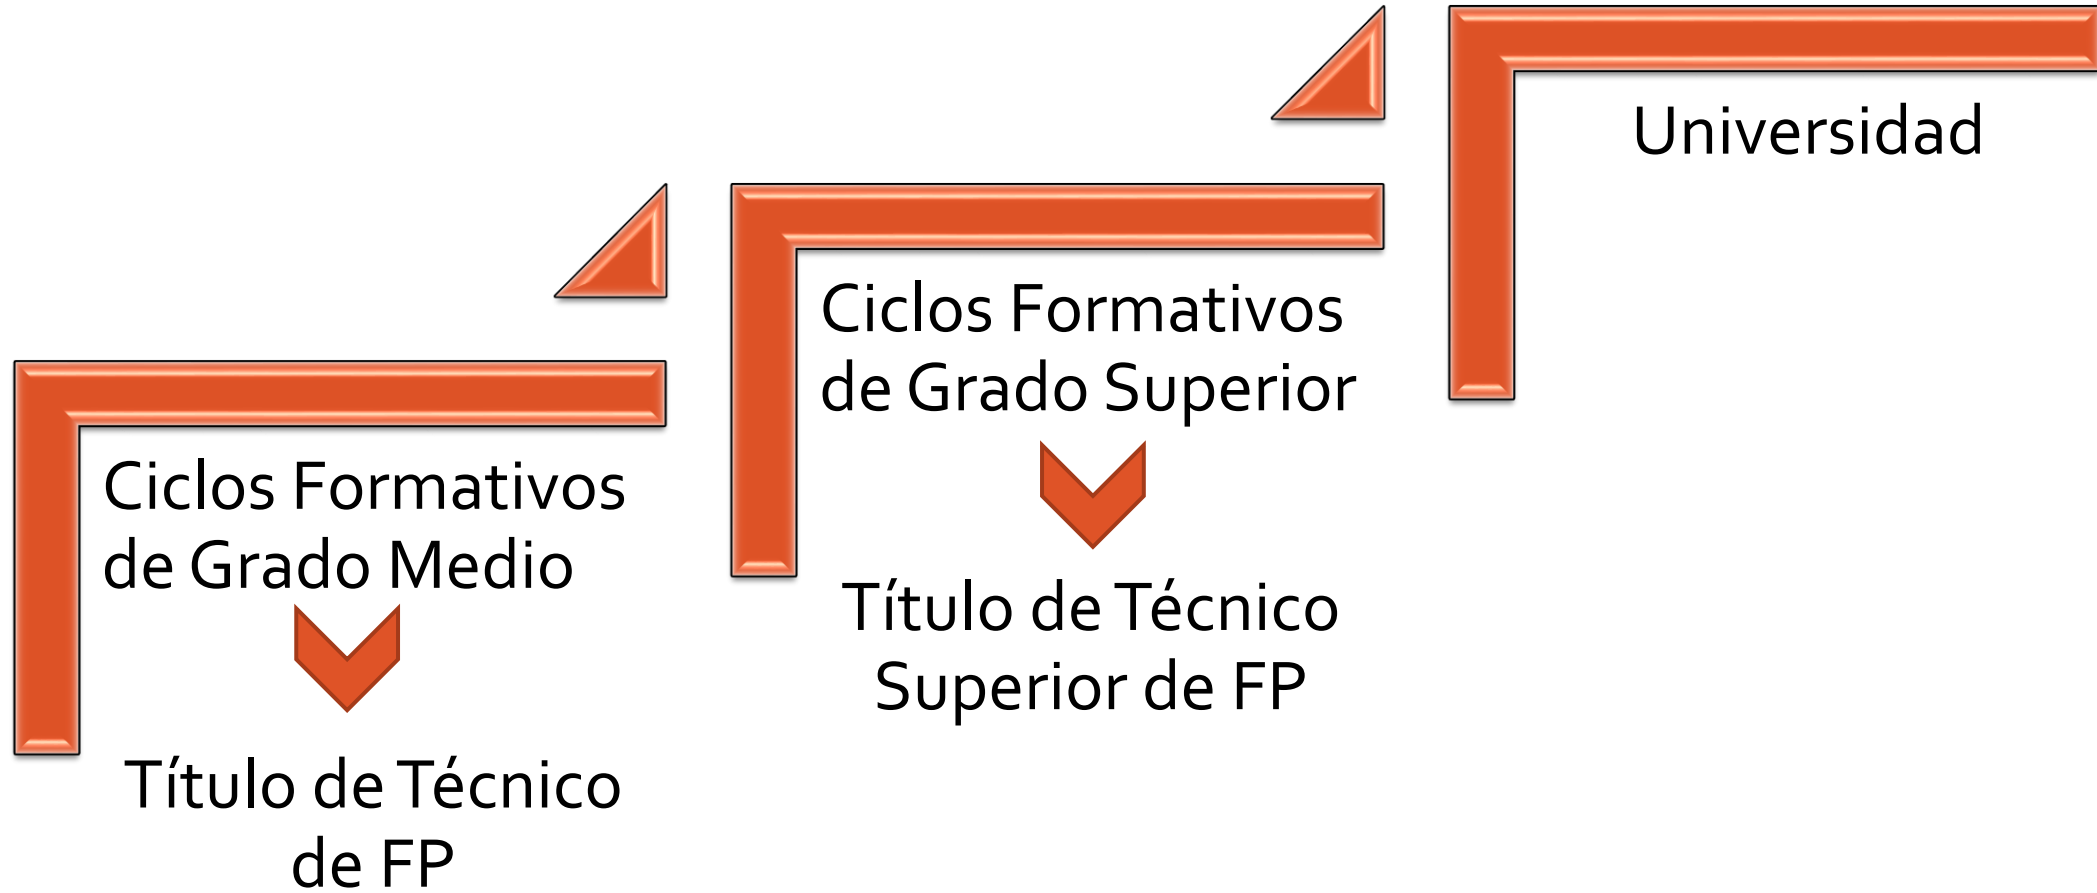 Ciclos Formativos
de Grado Medio
Título de Técnico
de FP
Ciclos Formativos
de Grado Superior
Título de Técnico
Superior de FP
Universidad